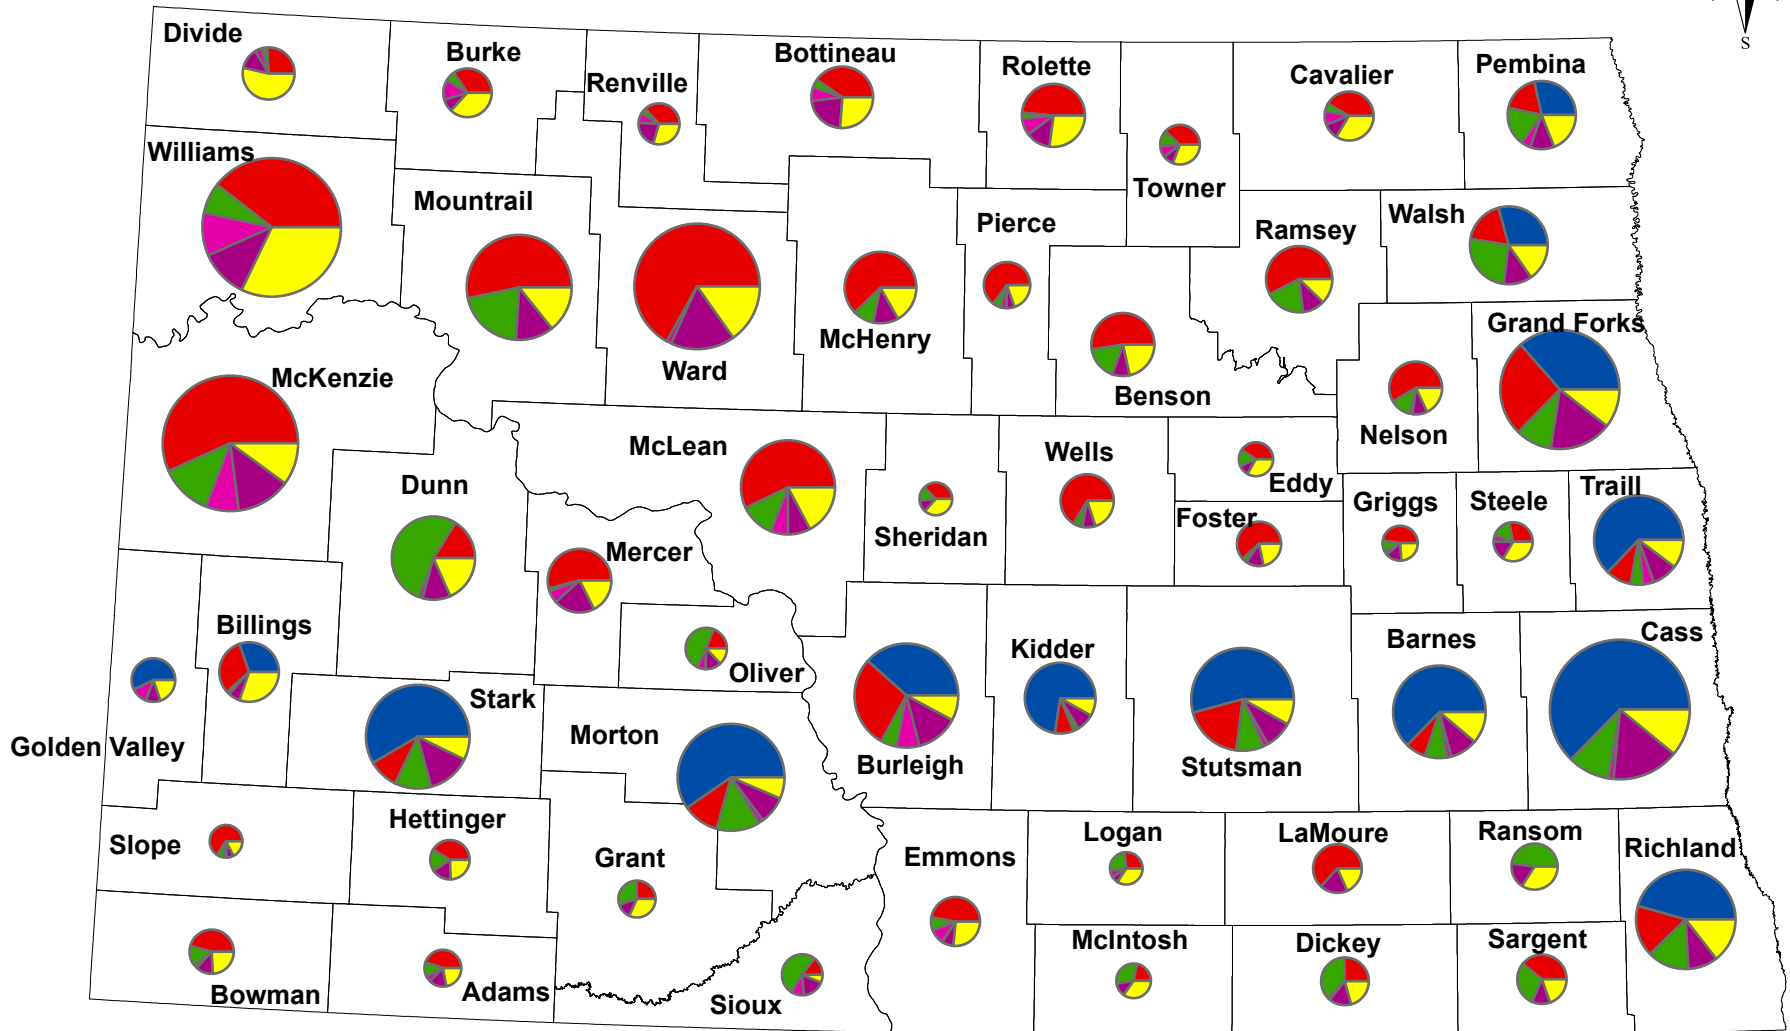 S
Divide
Burke
Renville
Bottineau
Rolette
Towner
Cavalier
Pembina
Williams
Mountrail
Ward
McHenry
Pierce
Benson
Ramsey
Walsh
Grand Forks
McKenzie
Dunn
McLean
Mercer
Sheridan
Wells
Eddy
Foster
Nelson
Griggs
Steele
Traill
Golden Valley
Billings
Stark
Oliver
Morton
Burleigh
Kidder
Stutsman
Barnes
Cass
Slope
Hettinger
Grant
Emmons
Logan
LaMoure
Ransom
Richland
Bowman
Adams
Sioux
McIntosh
Dickey
Sargent